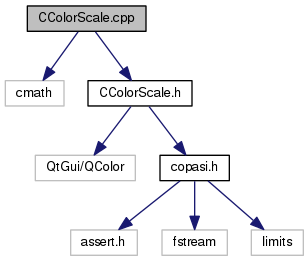 CColorScale.cpp
cmath
CColorScale.h
QtGui/QColor
copasi.h
assert.h
fstream
limits